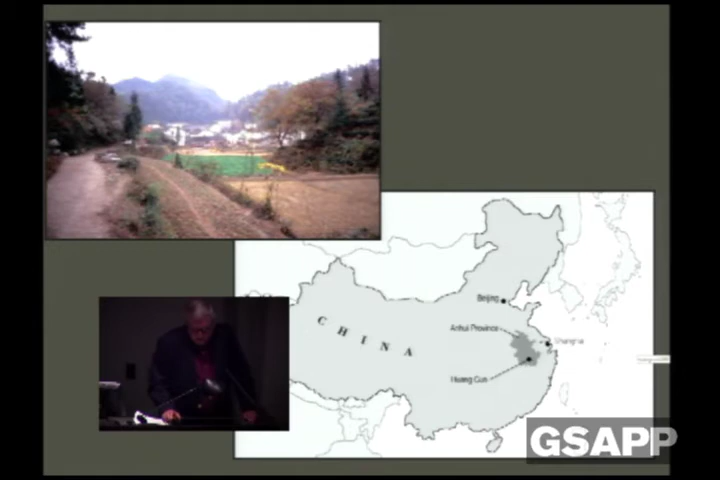 Beijing
Anhui Province
Shanghai
CHINA
Huang Cun
GSAPP